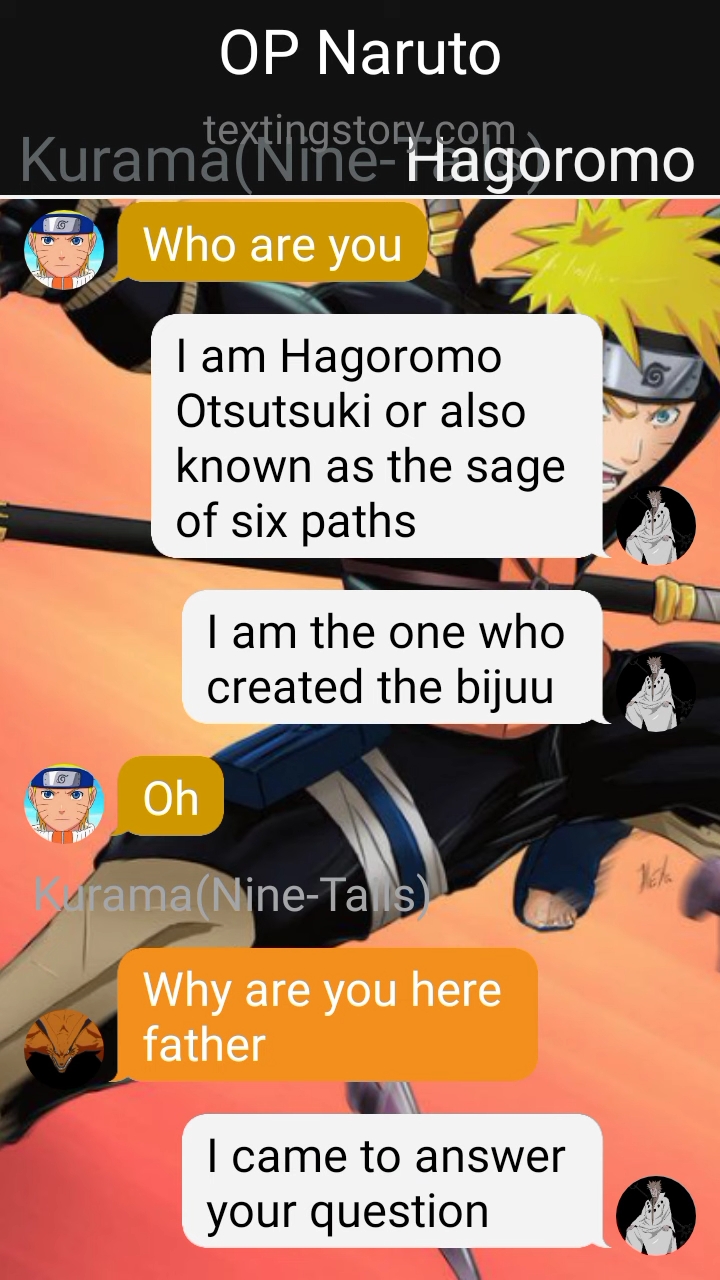 OP Naruto
textingstory.com
Kurama(Nine-Tails)
Hagoromo
Who are you
I am Hagoromo
Otsutsuki or also
known as the sage
of six paths
I am the one who
created the bijuu
Oh
Kurama(Nine-Tails)
Why are you here
father
I came to answer
your question